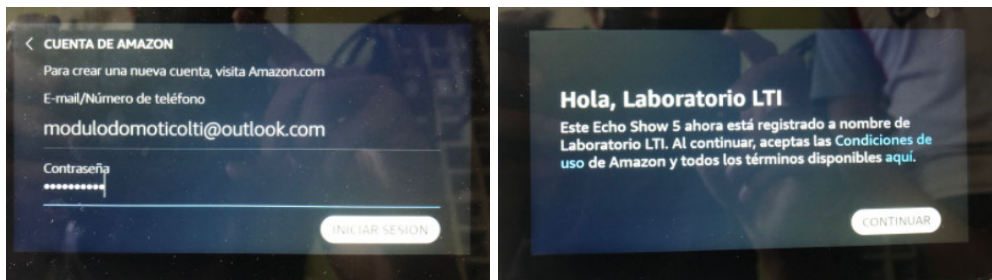 CUENTA DE AMAZON
Para crear una nueva cuenta, visita Amazon.com
E-mail/Número de teléfono
modulodomoticolti@outlook.com
Contraseña
••••••••••
INICIAR SESIÓN
Hola, Laboratorio LTI
Este Echo Show 5 ahora está registrado a nombre de
Laboratorio LTI. Al continuar, aceptas las Condiciones de
uso de Amazon y todos los términos disponibles aquí.
CONTINUAR